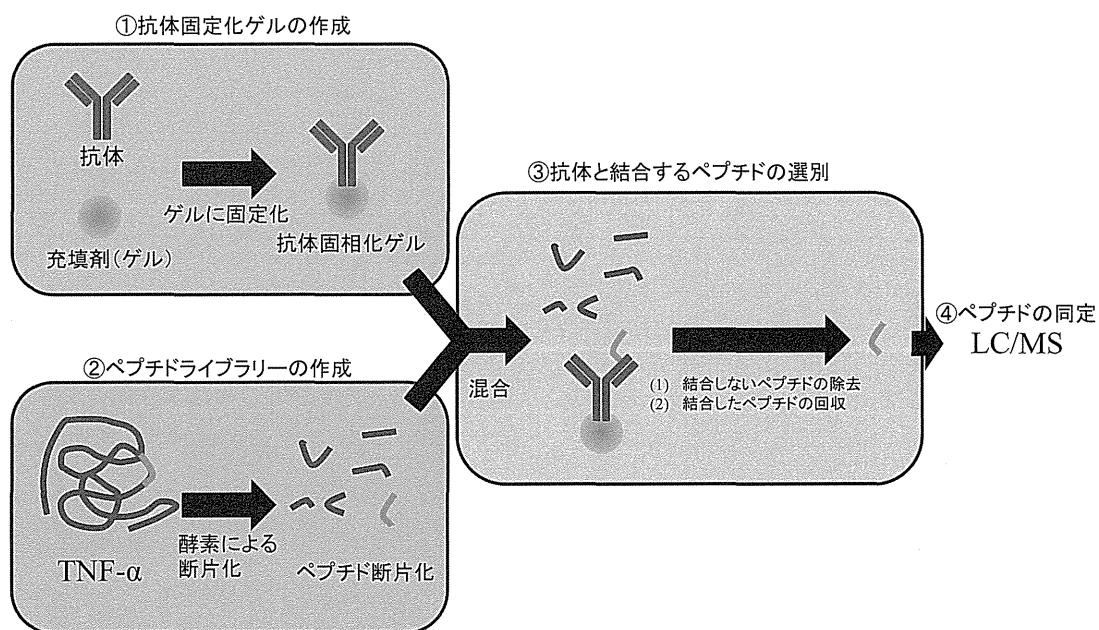 ①抗体固定化ゲルの作成
抗体
ゲルに固定化
充填剤(ゲル)
抗体固相化ゲル
②ペプチドライブラリーの作成
TNF-α
酵素による
断片化
ペプチド断片化
混合
③抗体と結合するペプチドの選別
(1) 結合しないペプチドの除去
(2) 結合したペプチドの回収
④ペプチドの同定
LC/MS